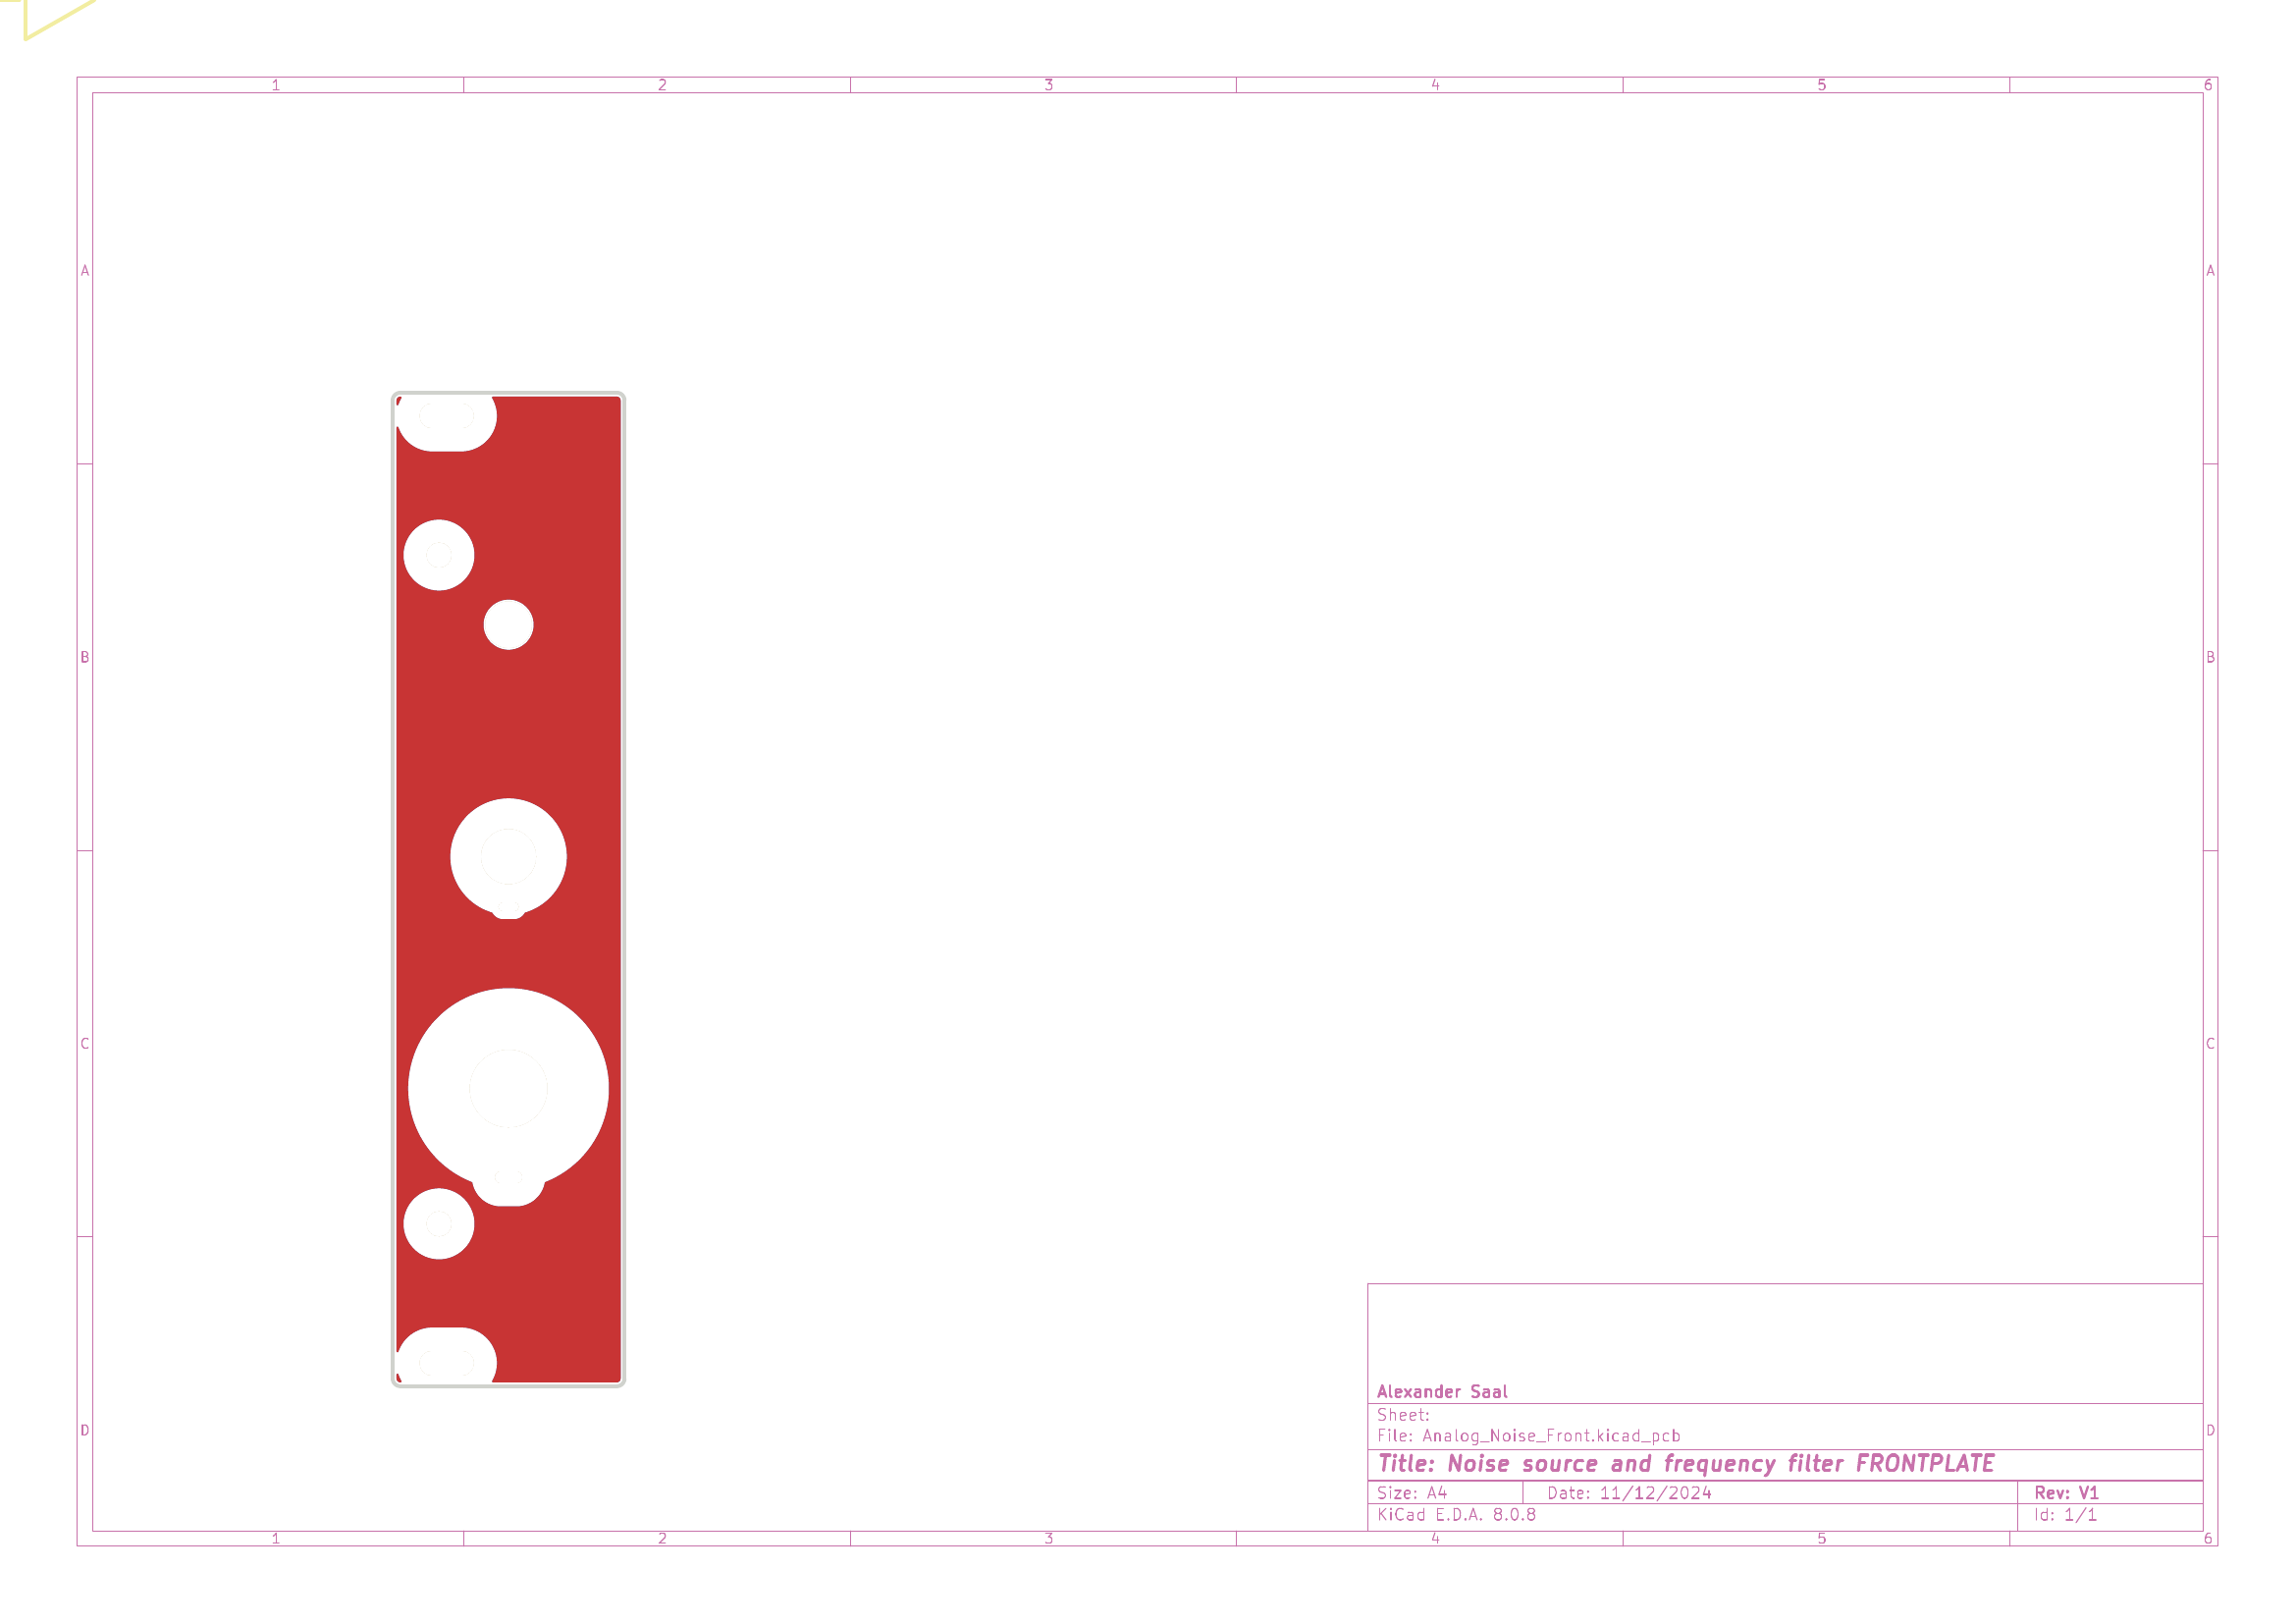 1 2 3 4 5 6
A A
B B
C C
Alexander Saal
Sheet:
File: Analog_Noise_Front.kicad_pcb
D D
Title: Noise source and frequency filter FRONTPLATE
Size: A4 Date: 11/12/2024 Rev: V1
KiCad E.D.A. 8.0.8 Id: 1/1
1 2 3 4 5 6